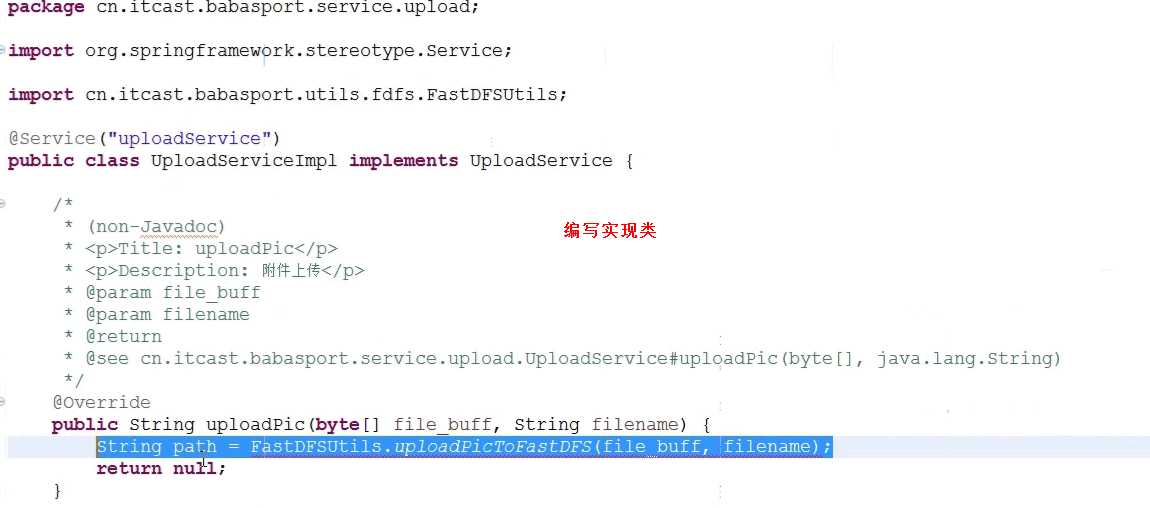 package cn.itcast.babasport.service.upload;
import org.springframework.stereotype.Service;
import cn.itcast.babasport.utils.fdfs.FastDFSUtils;
@Service("uploadService")
public class UploadServiceImpl implements UploadService {
/*
* (non-Javadoc)
编写实现类
* <p>Title: uploadPic</p>
* <p>Description: 附件上传</p>
* @param file_buff
* @param filename
* @return
* @see cn.itcast.babasport.service.upload.UploadService#uploadPic(byte[], java.lang.String)
*/
@Override
public String uploadPic(byte[] file_buff, String filename) {
String path = FastDFSUtils.uploadPicToFastDFS(file_buff, filename);
return null;
}